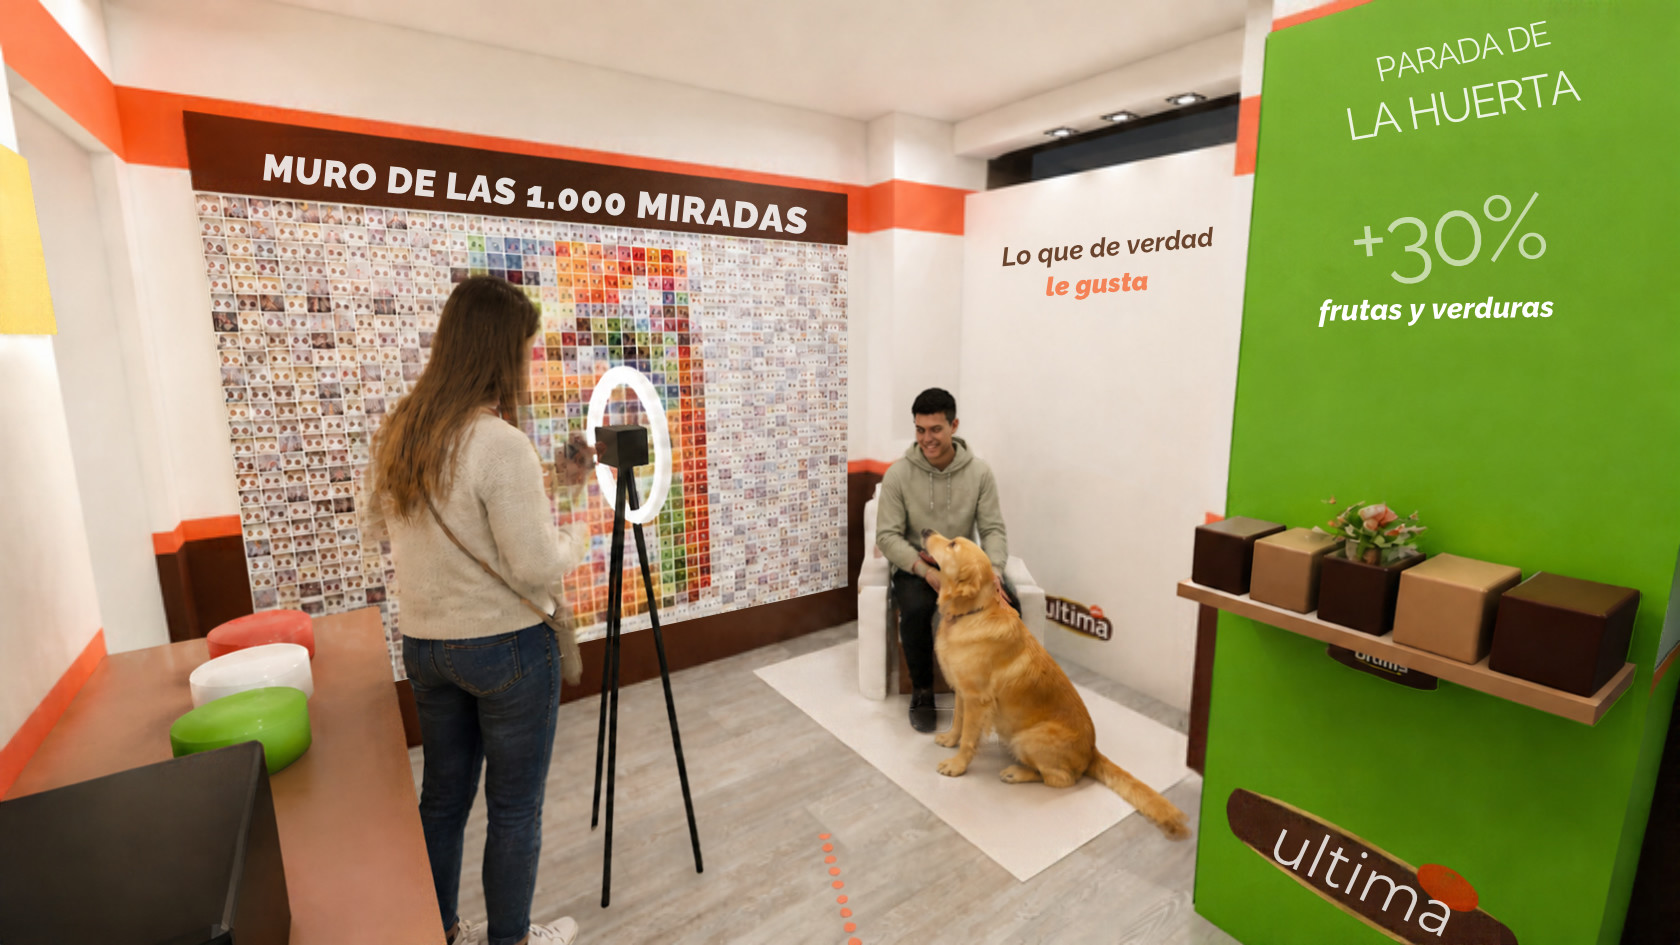 MURO DE LAS 1.000 MIRADAS
Lo que de verdad
le gusta
PARADA DE
LA HUERTA
+30%
frutas y verduras
ultima
ultima
ultima